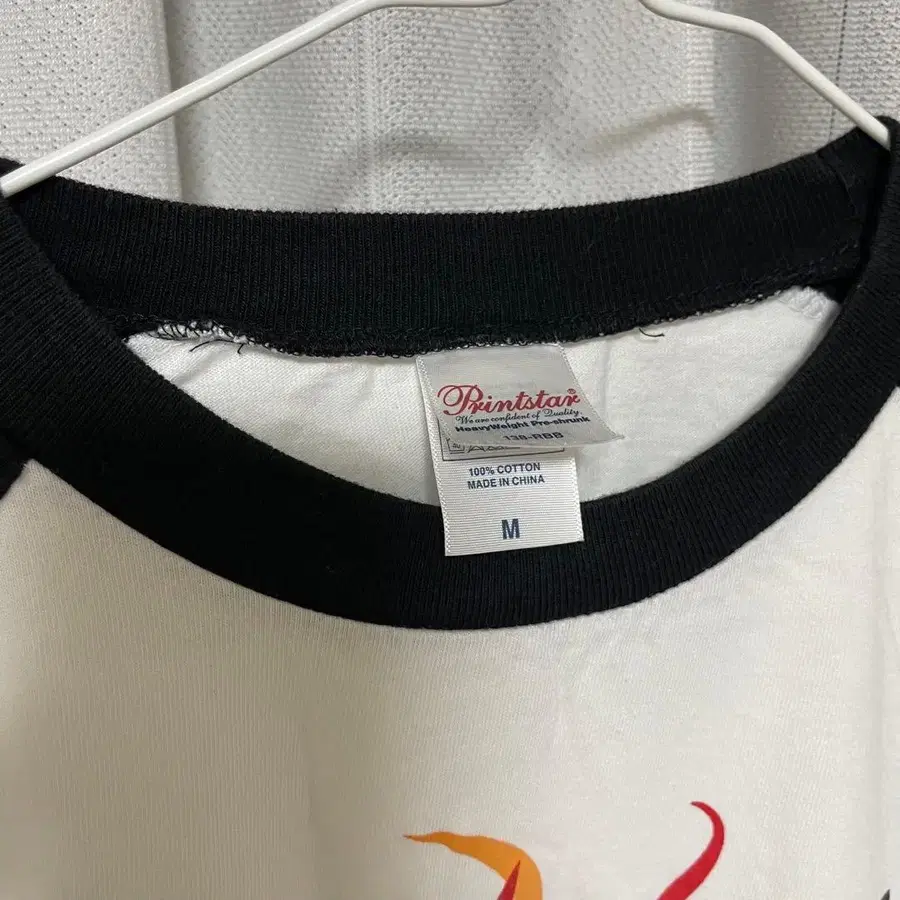 Printstar
We are confident of Quality.
HeavyWeight Pre-shrunk
138-RBB
100% COTTON
MADE IN CHINA
M